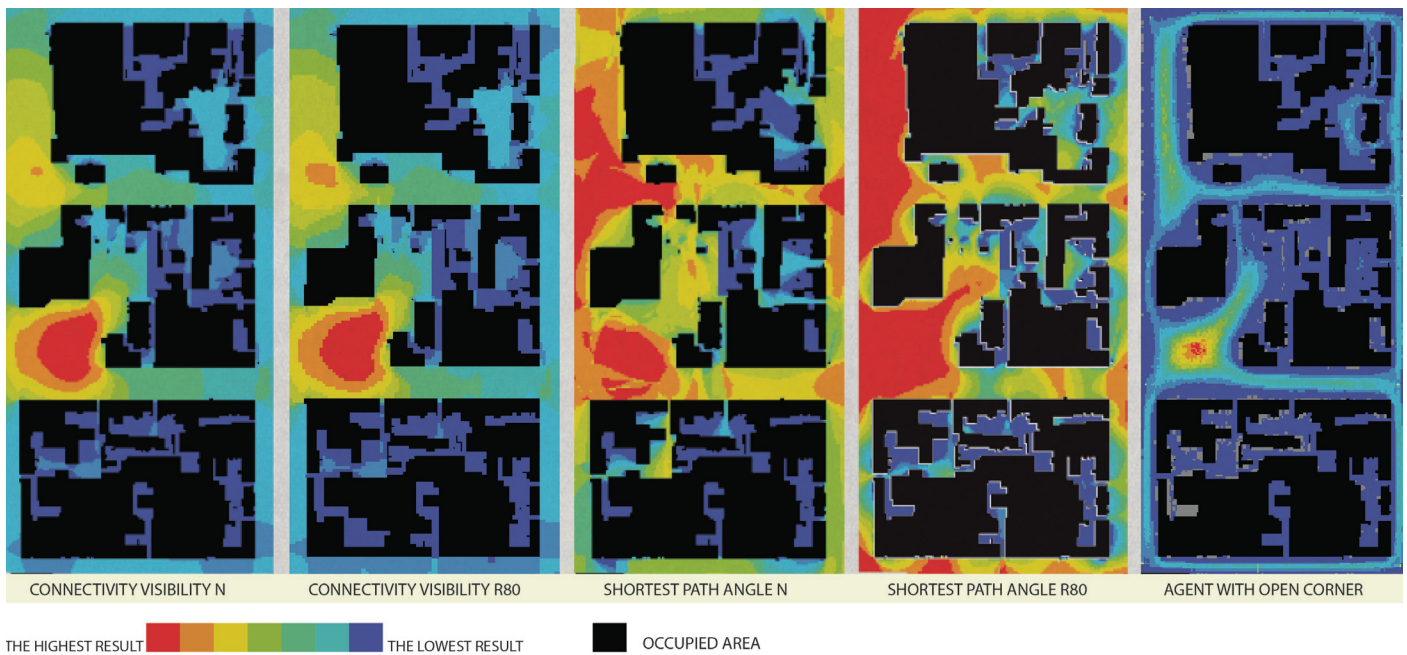 CONNECTIVITY VISIBILITY N
CONNECTIVITY VISIBILITY R80
SHORTEST PATH ANGLE N
SHORTEST PATH ANGLE R80
AGENT WITH OPEN CORNER
THE HIGHEST RESULT
THE LOWEST RESULT
OCCUPIED AREA